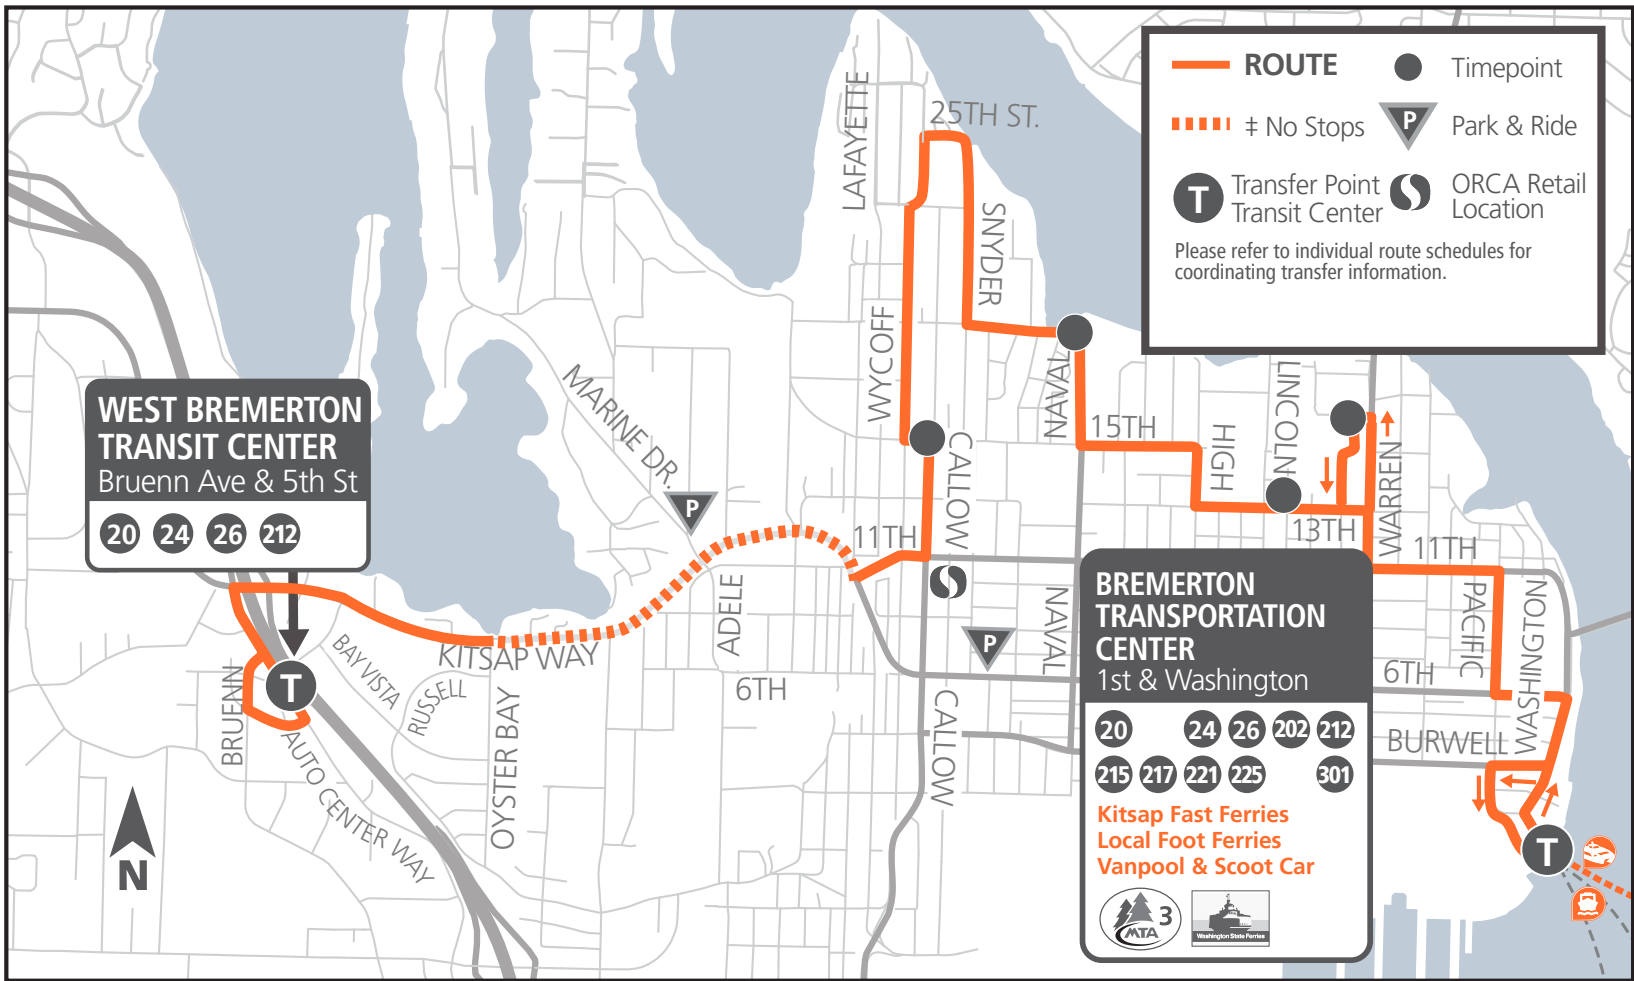 ROUTE
Timepoint
‡ No Stops
P
Park & Ride
T
Transfer Point
Transit Center
ORCA Retail
Location
Please refer to individual route schedules for
coordinating transfer information.
25TH ST.
LAFAYETTE
SNYDER
WYCOFF
NAVAL
MARINE DR.
P
CALLOW
15TH
HIGH
LINCOLN
WARREN
13TH
11TH
11TH
WEST BREMERTON
TRANSIT CENTER
Bruenn Ave & 5th St
20 24 26 212
T
BRUENN
BAY VISTA
RUSSELL
KITSAP WAY
OYSTER BAY
AUTO CENTER WAY
ADELE
6TH
P
NAVAL
CALLOW
PACIFIC
WASHINGTON
6TH
BURWELL
BREMERTON
TRANSPORTATION
CENTER
1st & Washington
20 24 26 202 212
215 217 221 225 301
Kitsap Fast Ferries
Local Foot Ferries
Vanpool & Scoot Car
MTA 3
Washington State Ferries
T
N